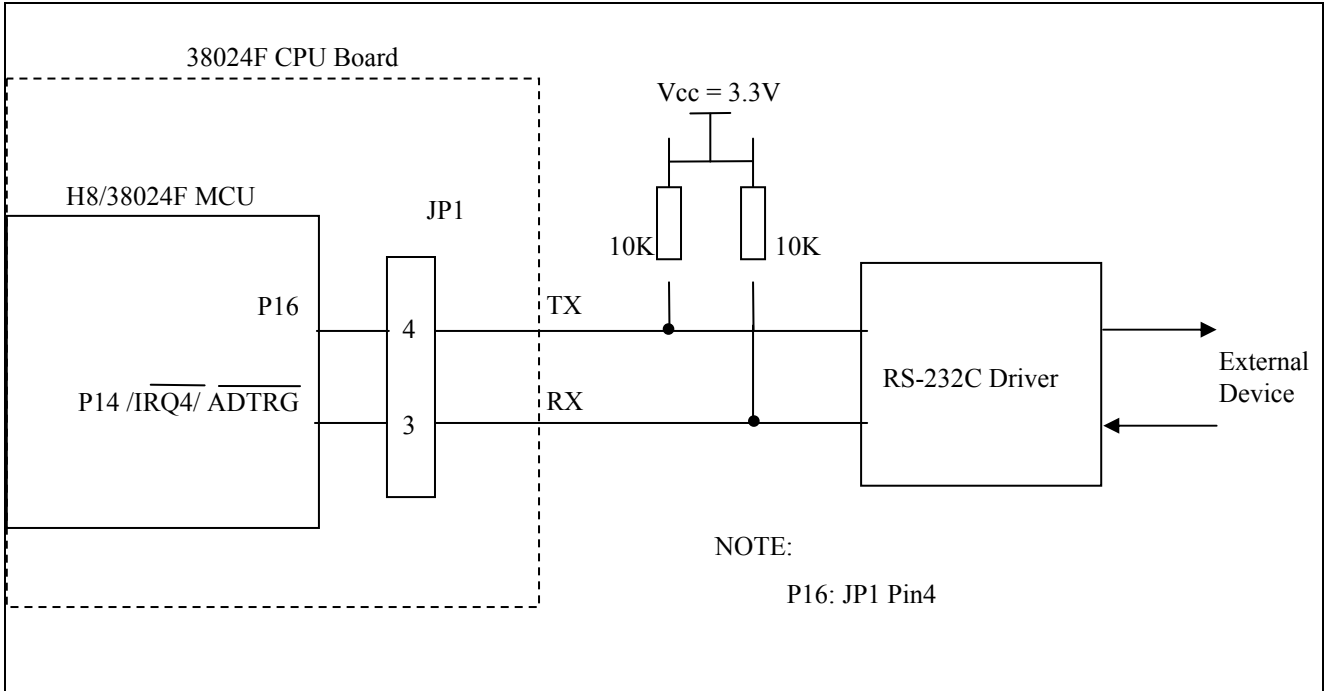 38024F CPU Board
Vcc = 3.3V
H8/38024F MCU
JP1
10K
10K
P16
4
TX
RS-232C Driver
External
Device
P14 /IRQ4/ ADTRG
3
RX
NOTE:
P16: JP1 Pin4